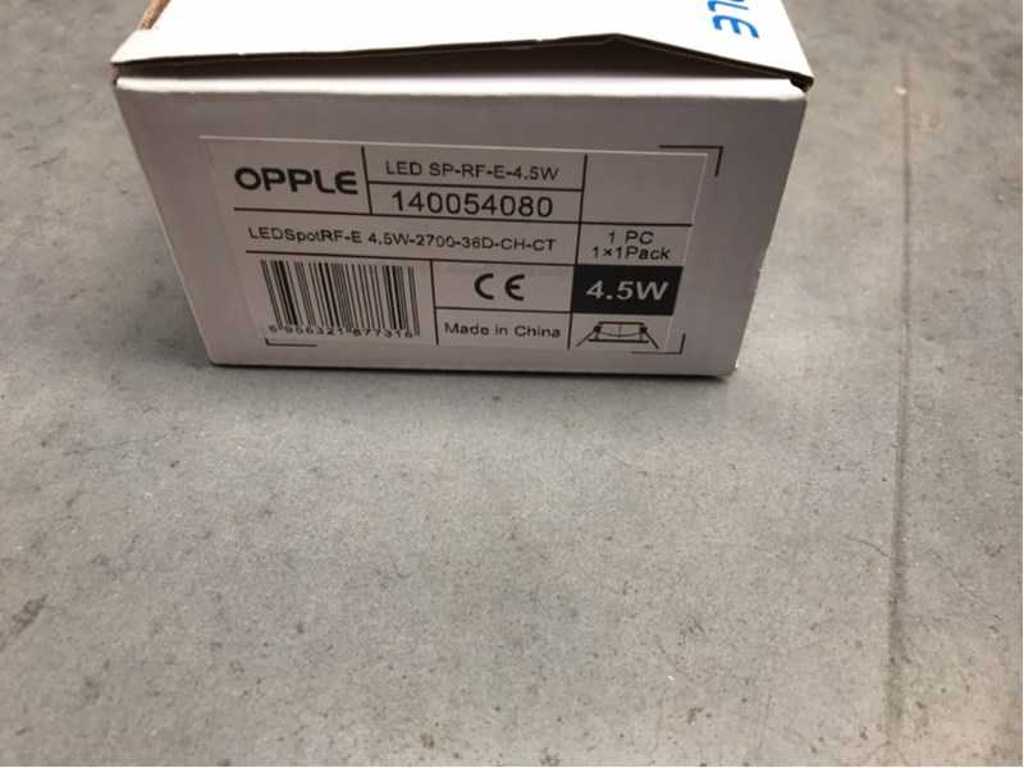 OPPLE
LED SP-RF-E-4.5W
140054080
LEDSpotRF-E 4.5W-2700-36D-CH-CT
1 PC
1×1Pack
CE
4.5W
Made in China